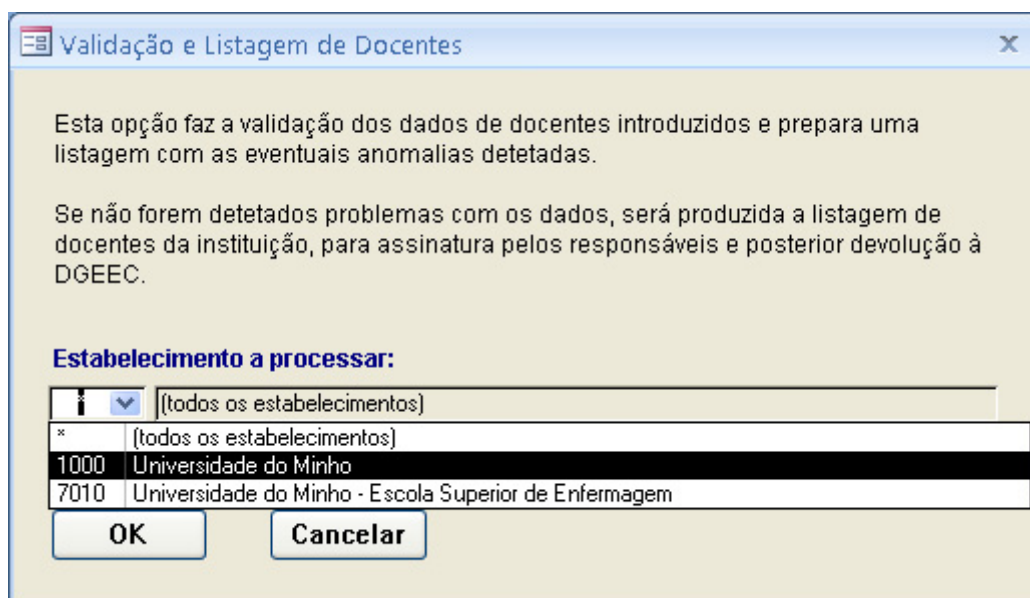 Validação e Listagem de Docentes
Esta opção faz a validação dos dados de docentes introduzidos e prepara uma
listagem com as eventuais anomalias detetadas.
Se não forem detetados problemas com os dados, será produzida a listagem de
docentes da instituição, para assinatura pelos responsáveis e posterior devolução à
DGEEC.
Estabelecimento a processar:
* (todos os estabelecimentos)
* (todos os estabelecimentos)
1000 Universidade do Minho
7010 Universidade do Minho - Escola Superior de Enfermagem
OK Cancelar